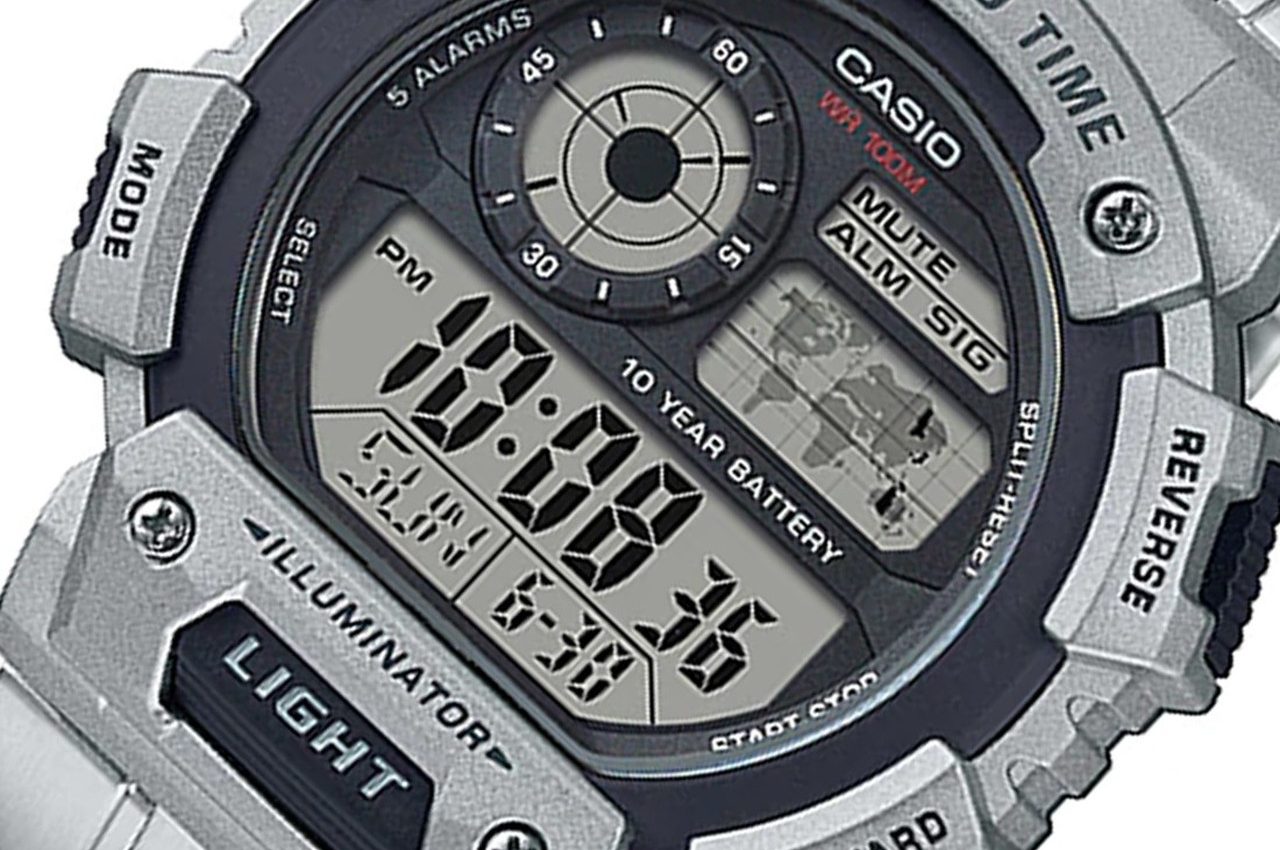 5 ALARMS
45
60
30
15
CASIO
WR 100M
TIME
MODE
SELECT
MUTE
ALM SIG
PM
10:08 36
SUN 6-30
10 YEAR BATTERY
SPLIT-RESET
REVERSE
START-STOP
ILLUMINATOR
LIGHT